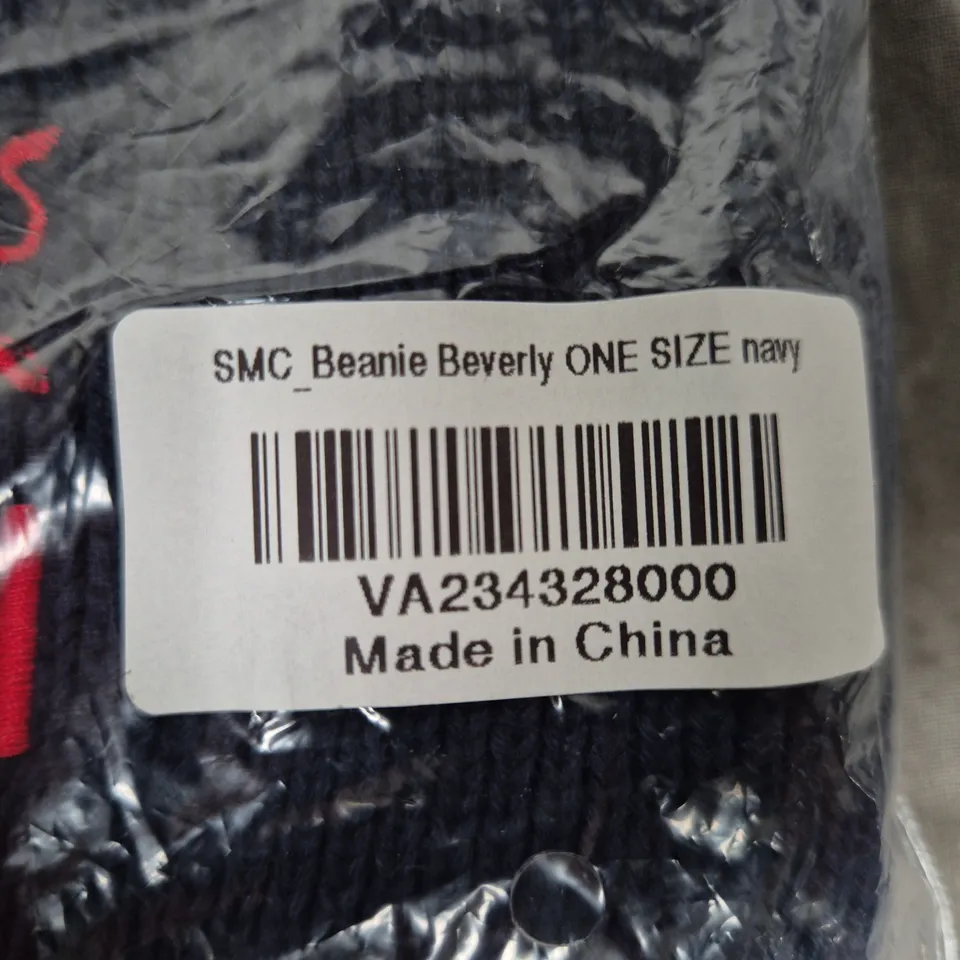 SMC_Beanie Beverly ONE SIZE navy
VA234328000
Made in China